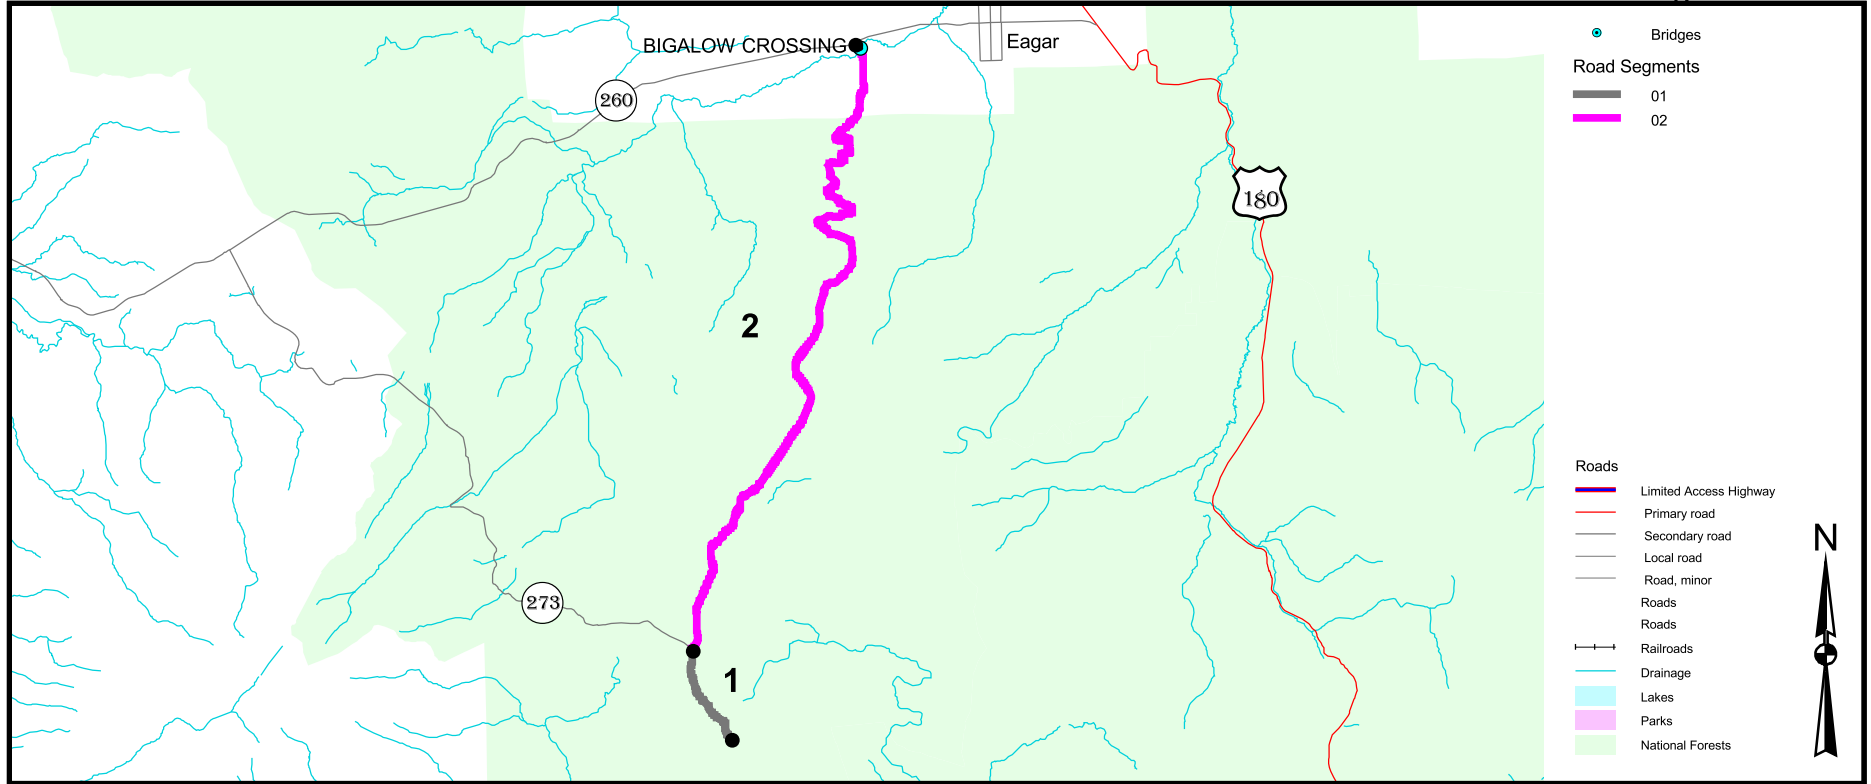 BIGALOW CROSSING
Eagar
260
180
2
273
1
Bridges
Road Segments
01
02
Roads
Limited Access Highway
Primary road
Secondary road
Local road
Road, minor
Roads
Roads
Railroads
Drainage
Lakes
Parks
National Forests
N